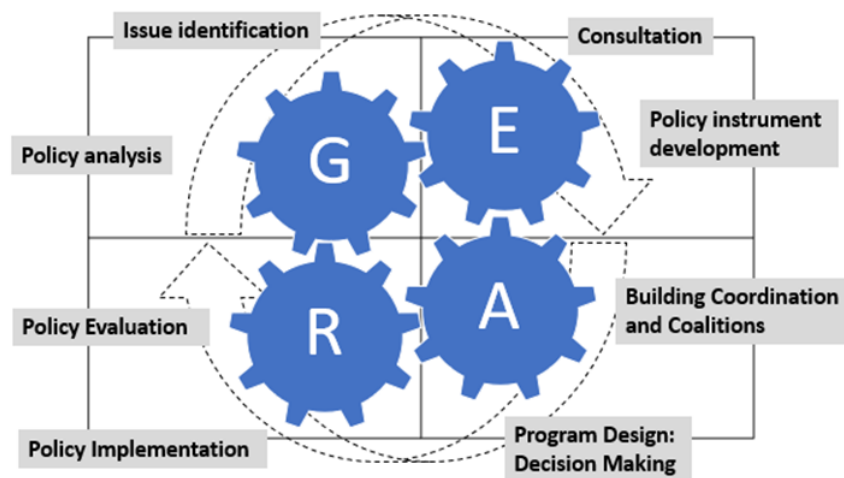 Issue identification
Consultation
Policy analysis
G
E
Policy instrument
development
Policy Evaluation
R
A
Building Coordination
and Coalitions
Policy Implementation
Program Design:
Decision Making